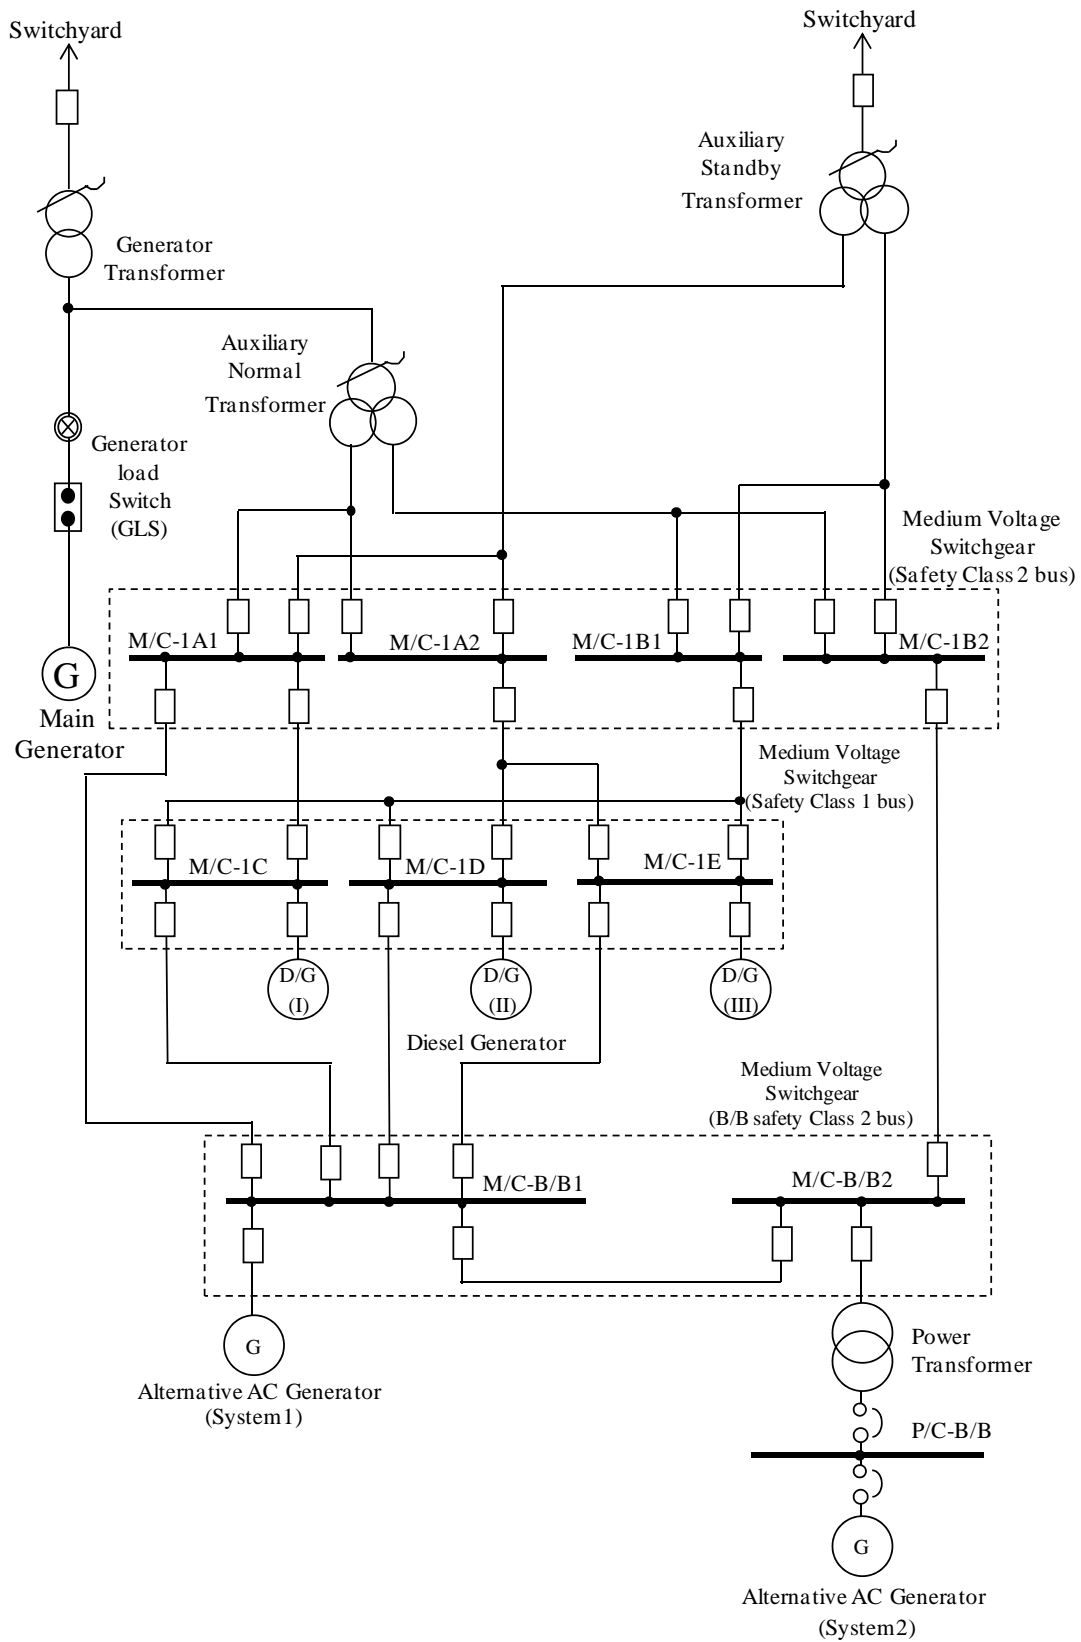 Switchyard
Switchyard
Auxiliary
Standby
Transformer
Generator
Transformer
Auxiliary
Normal
Transformer
Generator
load
Switch
(GLS)
Medium Voltage
Switchgear
(Safety Class 2 bus)
M/C-1A1
M/C-1A2
M/C-1B1
M/C-1B2
G
Main
Generator
Medium Voltage
Switchgear
(Safety Class 1 bus)
M/C-1C
M/C-1D
M/C-1E
D/G
(I)
D/G
(II)
D/G
(III)
Diesel Generator
Medium Voltage
Switchgear
(B/B safety Class 2 bus)
M/C-B/B1
M/C-B/B2
G
Alternative AC Generator
(System1)
Power
Transformer
P/C-B/B
G
Alternative AC Generator
(System2)